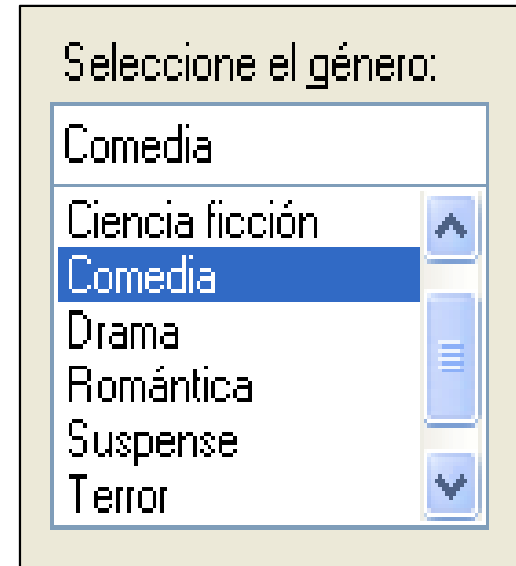 Seleccione el género:
Comedia
Ciencia ficción
Comedia
Drama
Romántica
Suspense
Terror